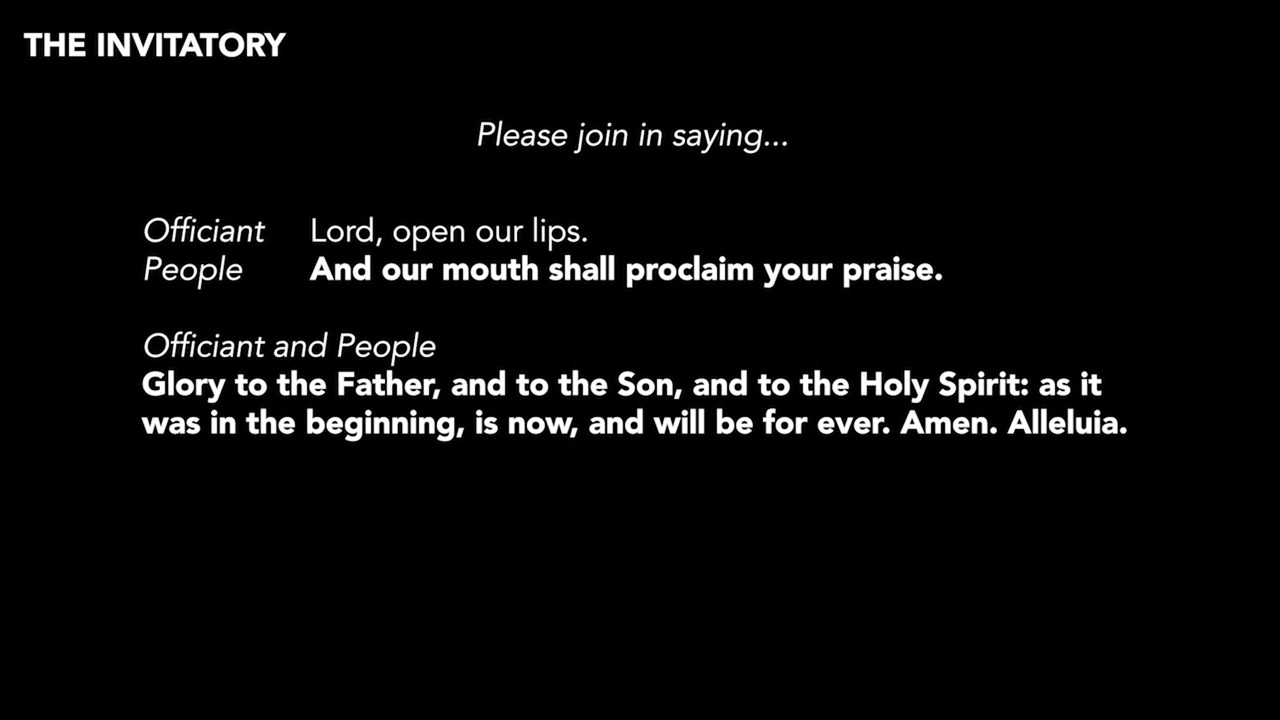 THE INVITATORY
Please join in saying...
Officiant Lord, open our lips.
People And our mouth shall proclaim your praise.
Officiant and People
Glory to the Father, and to the Son, and to the Holy Spirit: as it
was in the beginning, is now, and will be for ever. Amen. Alleluia.